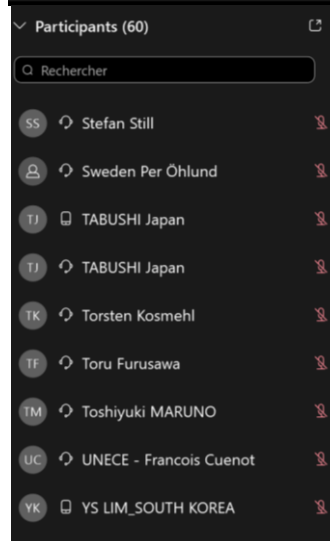 Participants (60)
Rechercher
SS Stefan Still
Sweden Per Öhlund
TJ TABUSHI Japan
TJ TABUSHI Japan
TK Torsten Kosmehl
TF Toru Furusawa
TM Toshiyuki MARUNO
UC UNECE - Francois Cuenot
YK YS LIM_SOUTH KOREA